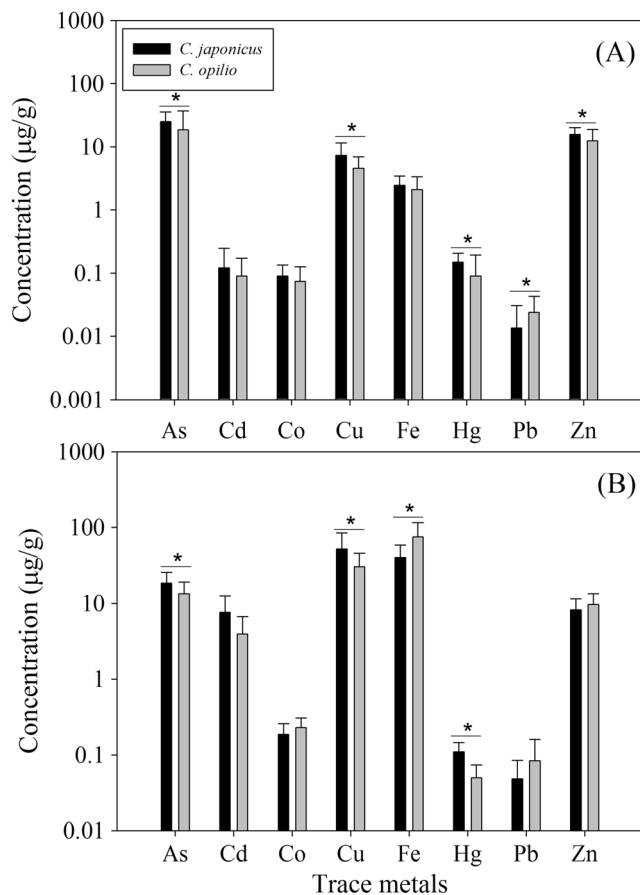 1000
C. japonicus
C. opilio
(A)
100
10
1
0.1
0.01
0.001
Concentration (µg/g)
*
*
*
*
*
As Cd Co Cu Fe Hg Pb Zn
1000
(B)
100
10
1
0.1
0.01
Concentration (µg/g)
*
*
*
*
As Cd Co Cu Fe Hg Pb Zn
Trace metals